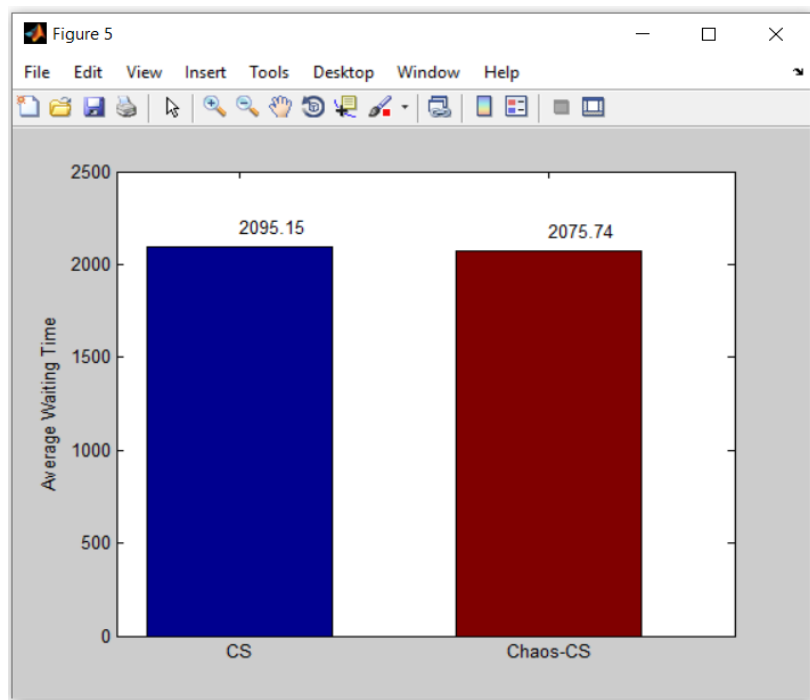 Figure 5
File Edit View Insert Tools Desktop Window Help
2500
2095.15
2075.74
2000
1500
Average Waiting Time
1000
500
0
CS
Chaos-CS